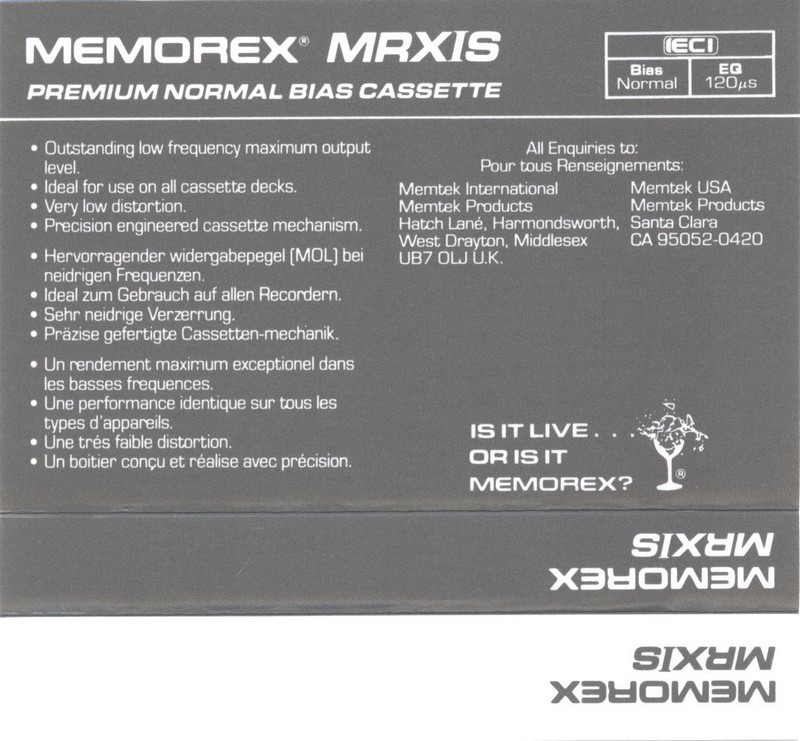 MEMOREX® MRXIS
PREMIUM NORMAL BIAS CASSETTE
IECI
Bias Normal
EQ 120µs
• Outstanding low frequency maximum output
level.
• Ideal for use on all cassette decks.
• Very low distortion.
• Precision engineered cassette mechanism.
• Hervorragender widergabepegel (MOL) bei
neidrigen Frequenzen.
• Ideal zum Gebrauch auf allen Recordern.
• Sehr neidrige Verzerrung.
• Präzise gefertigte Cassetten-mechanik.
• Un rendement maximum exceptionel dans
les basses frequences.
• Une performance identique sur tous les
types d'appareils.
• Une trés faible distortion.
• Un boitier conçu et réalise avec précision.
All Enquiries to:
Pour tous Renseignements:
Memtek International
Memtek Products
Hatch Lané, Harmondsworth,
West Drayton, Middlesex
UB7 OLJ U.K.
Memtek USA
Memtek Products
Santa Clara
CA 95052-0420
IS IT LIVE . . .
OR IS IT
MEMOREX?
®
MEMOREX
MRXIS
MEMOREX
MRXIS